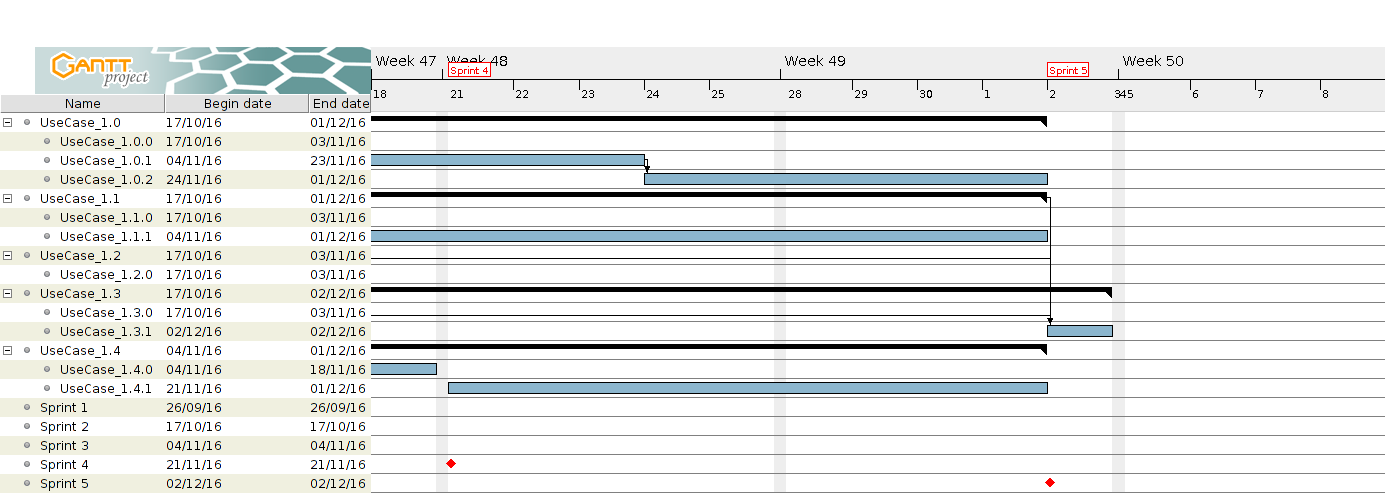 GANTT
project
Week 47 Week 48 Week 49 Week 50
Sprint 4 Sprint 5
18 21 22 23 24 25 28 29 30 1 2 345 6 7 8
Name Begin date End date
UseCase_1.0 17/10/16 01/12/16
UseCase_1.0.0 17/10/16 03/11/16
UseCase_1.0.1 04/11/16 23/11/16
UseCase_1.0.2 24/11/16 01/12/16
UseCase_1.1 17/10/16 01/12/16
UseCase_1.1.0 17/10/16 03/11/16
UseCase_1.1.1 04/11/16 01/12/16
UseCase_1.2 17/10/16 03/11/16
UseCase_1.2.0 17/10/16 03/11/16
UseCase_1.3 17/10/16 02/12/16
UseCase_1.3.0 17/10/16 03/11/16
UseCase_1.3.1 02/12/16 02/12/16
UseCase_1.4 04/11/16 01/12/16
UseCase_1.4.0 04/11/16 18/11/16
UseCase_1.4.1 21/11/16 01/12/16
Sprint 1 26/09/16 26/09/16
Sprint 2 17/10/16 17/10/16
Sprint 3 04/11/16 04/11/16
Sprint 4 21/11/16 21/11/16
Sprint 5 02/12/16 02/12/16